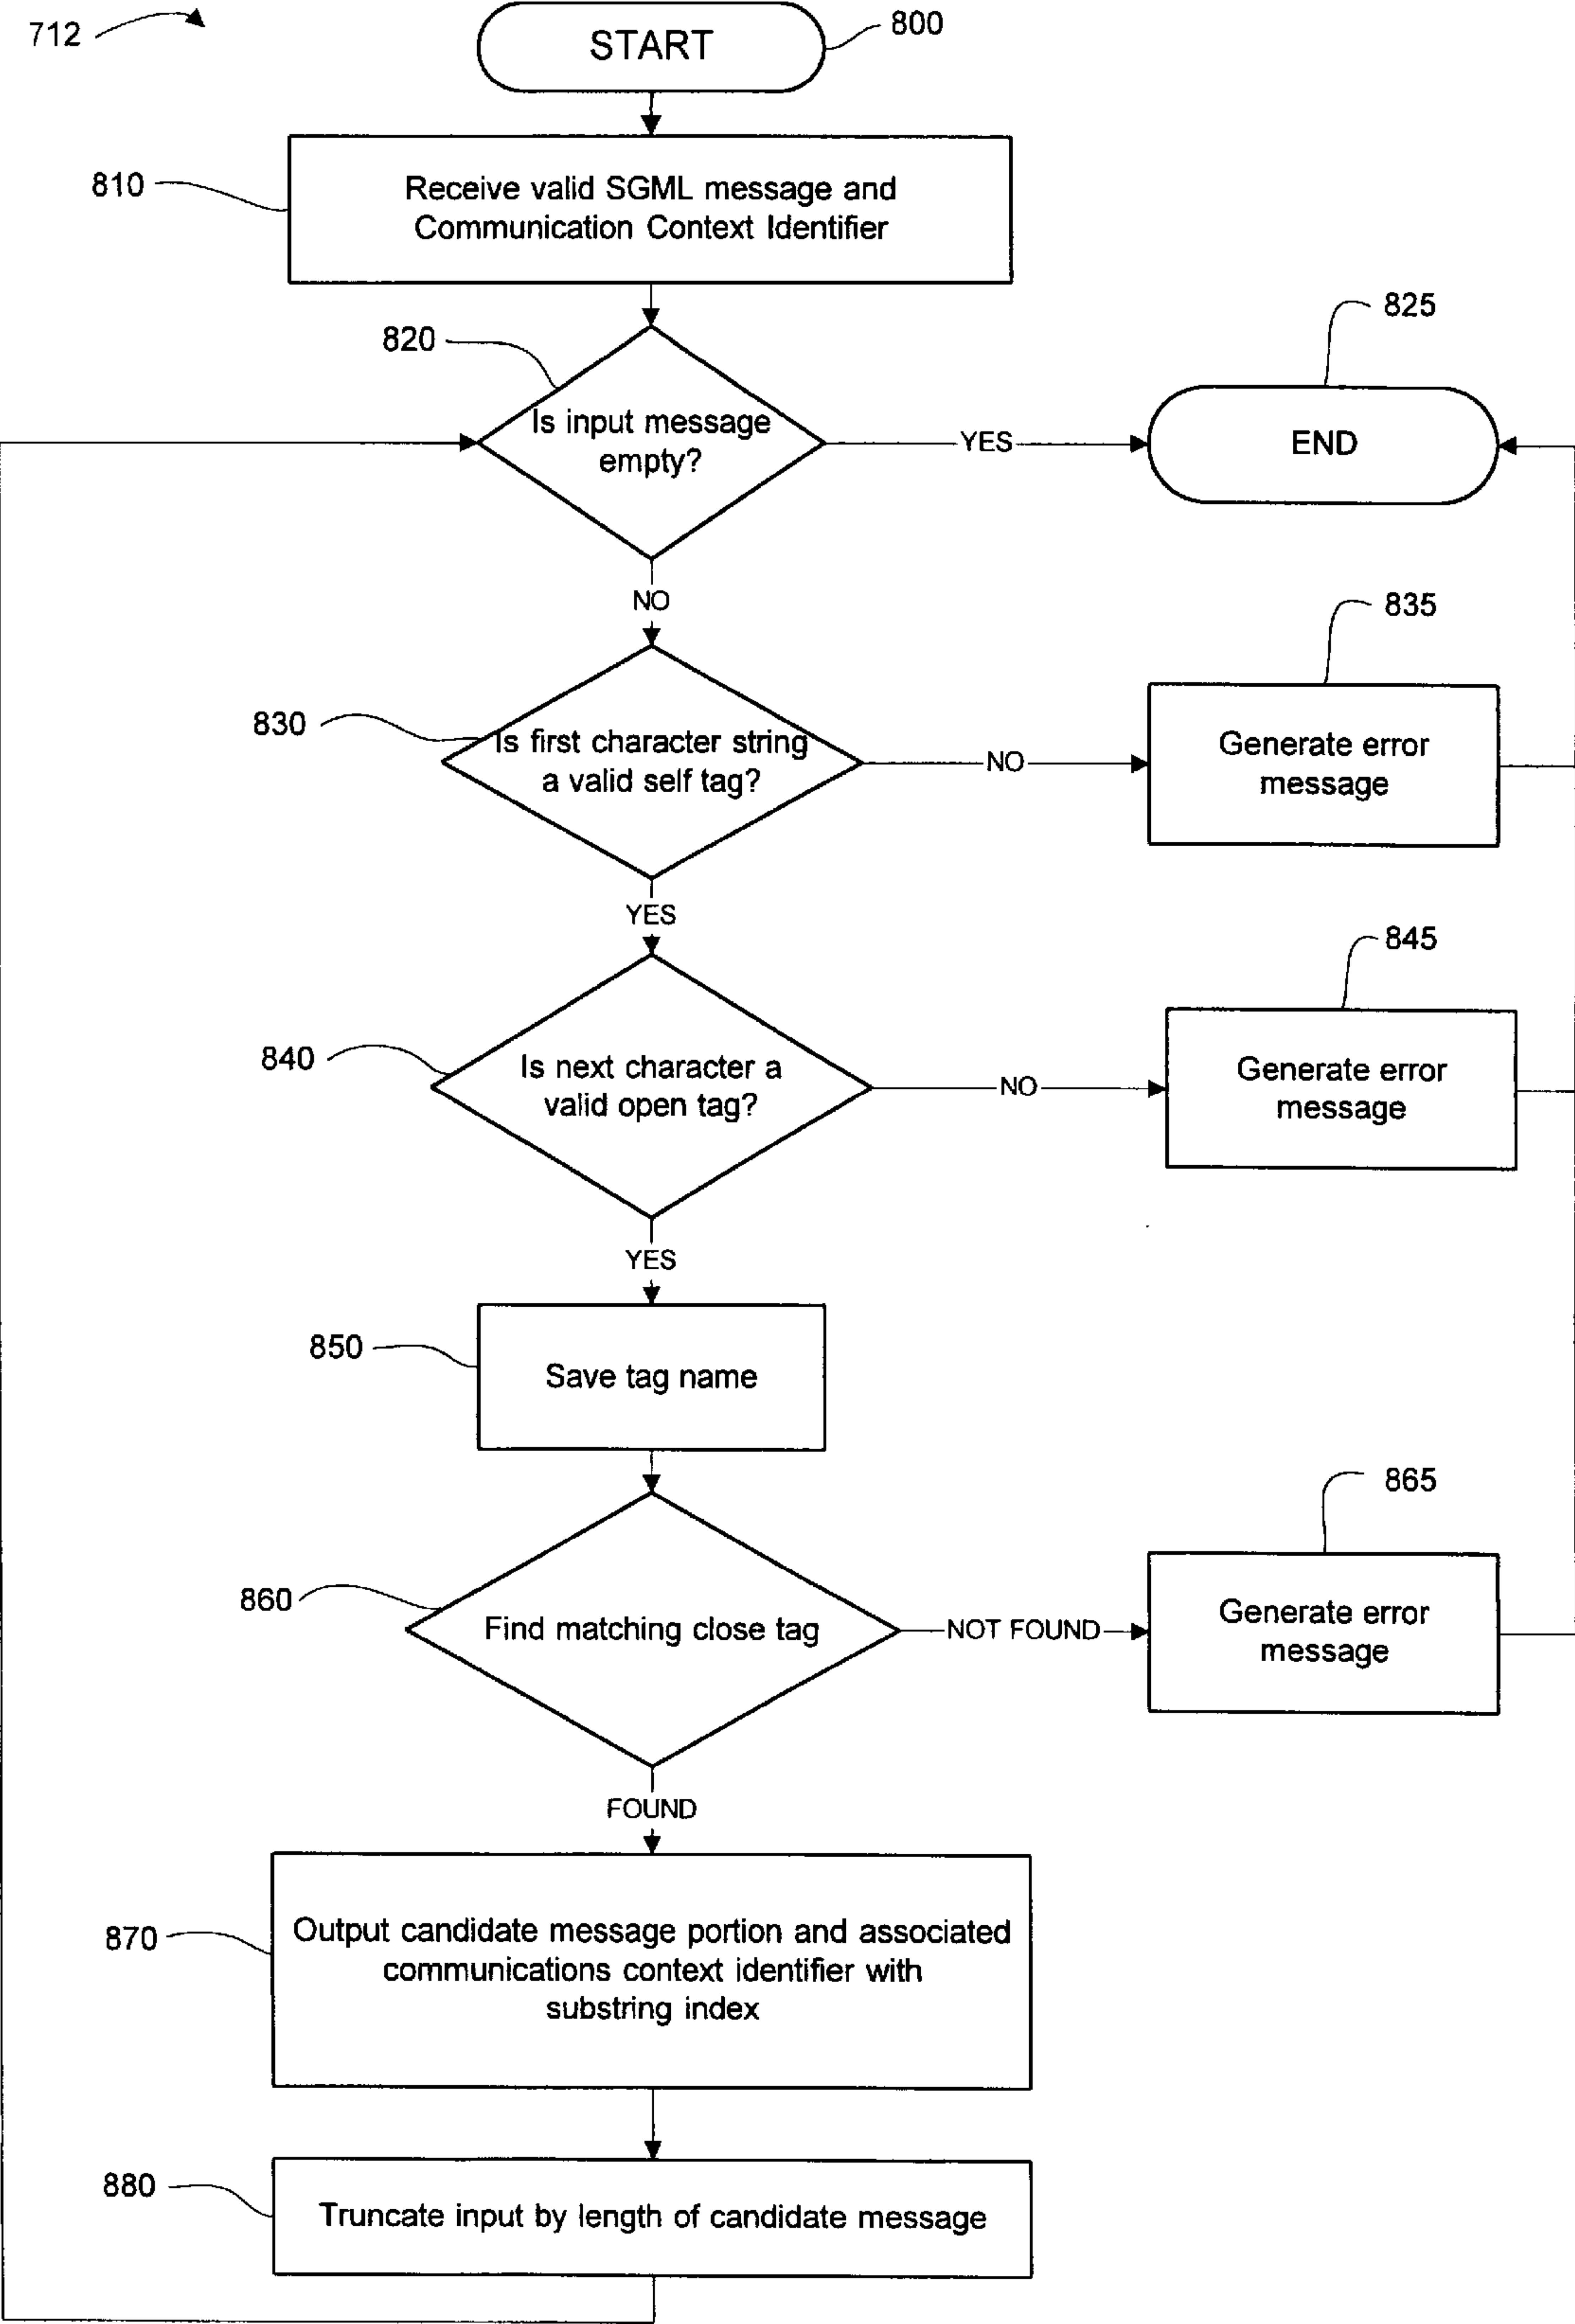 712
START
800
810
Receive valid SGML message and
Communication Context Identifier
820
825
Is input message
empty?
YES
END
NO
835
830
Is first character string
a valid self tag?
NO
Generate error
message
YES
845
840
Is next character a
valid open tag?
NO
Generate error
message
YES
850
Save tag name
865
860
Find matching close tag
NOT FOUND
Generate error
message
FOUND
870
Output candidate message portion and associated
communications context identifier with
substring index
880
Truncate input by length of candidate message